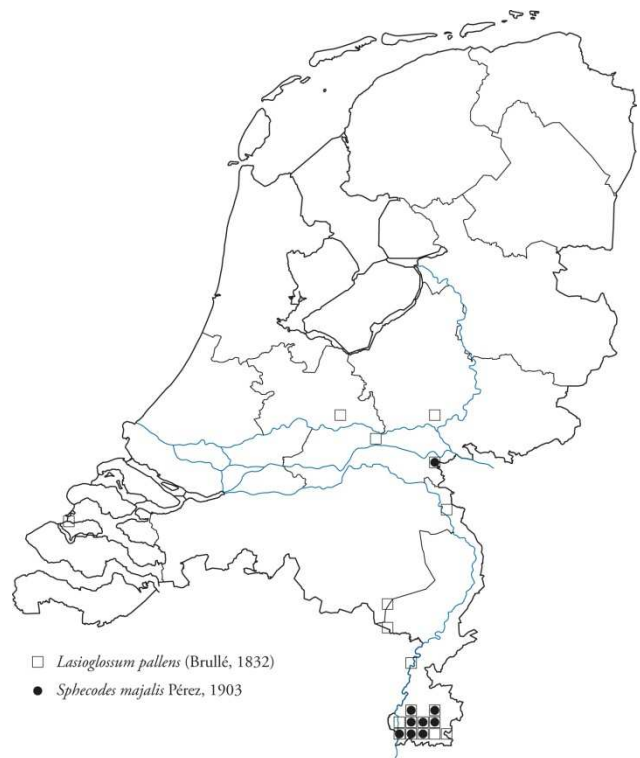 Lasioglossum pallens (Brullé, 1832)
Sphecodes majalis Pérez, 1903